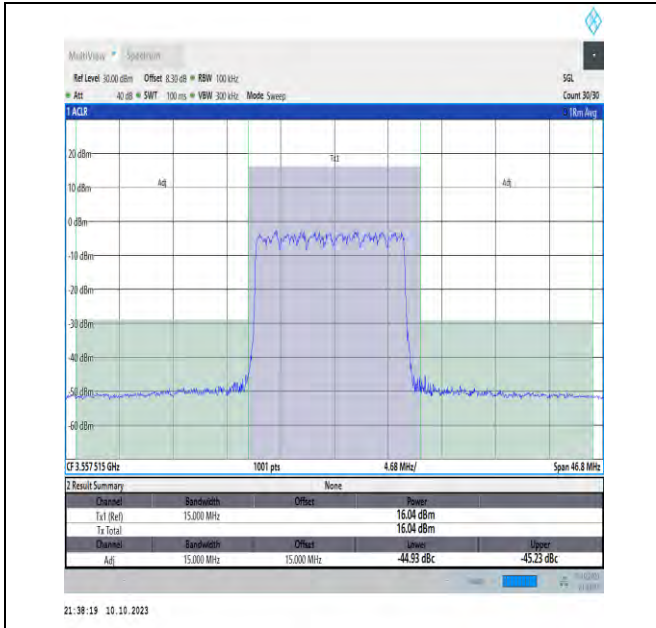 MultiView Spectrum
Ref Level 30.00 dBm Offset 8.30 dB RBW 100 kHz SGL
Att 40 dB SWT 100 ms VBW 300 kHz Mode Sweep Count 30/30
1 ACLR 1Rm Avg
20 dBm
Tx1
10 dBm Adj Adj
0 dBm
-10 dBm
-20 dBm
-30 dBm
-40 dBm
-50 dBm
-60 dBm
CF 3.557 515 GHz 1001 pts 4.68 MHz/ Span 46.8 MHz
2 Result Summary None
Channel Bandwidth Offset Power
Tx1 (Ref) 15.000 MHz 16.04 dBm
Tx Total 16.04 dBm
Channel Bandwidth Offset Lower Upper
Adj 15.000 MHz 15.000 MHz -44.93 dBc -45.23 dBc
21:38:19 10.10.2023